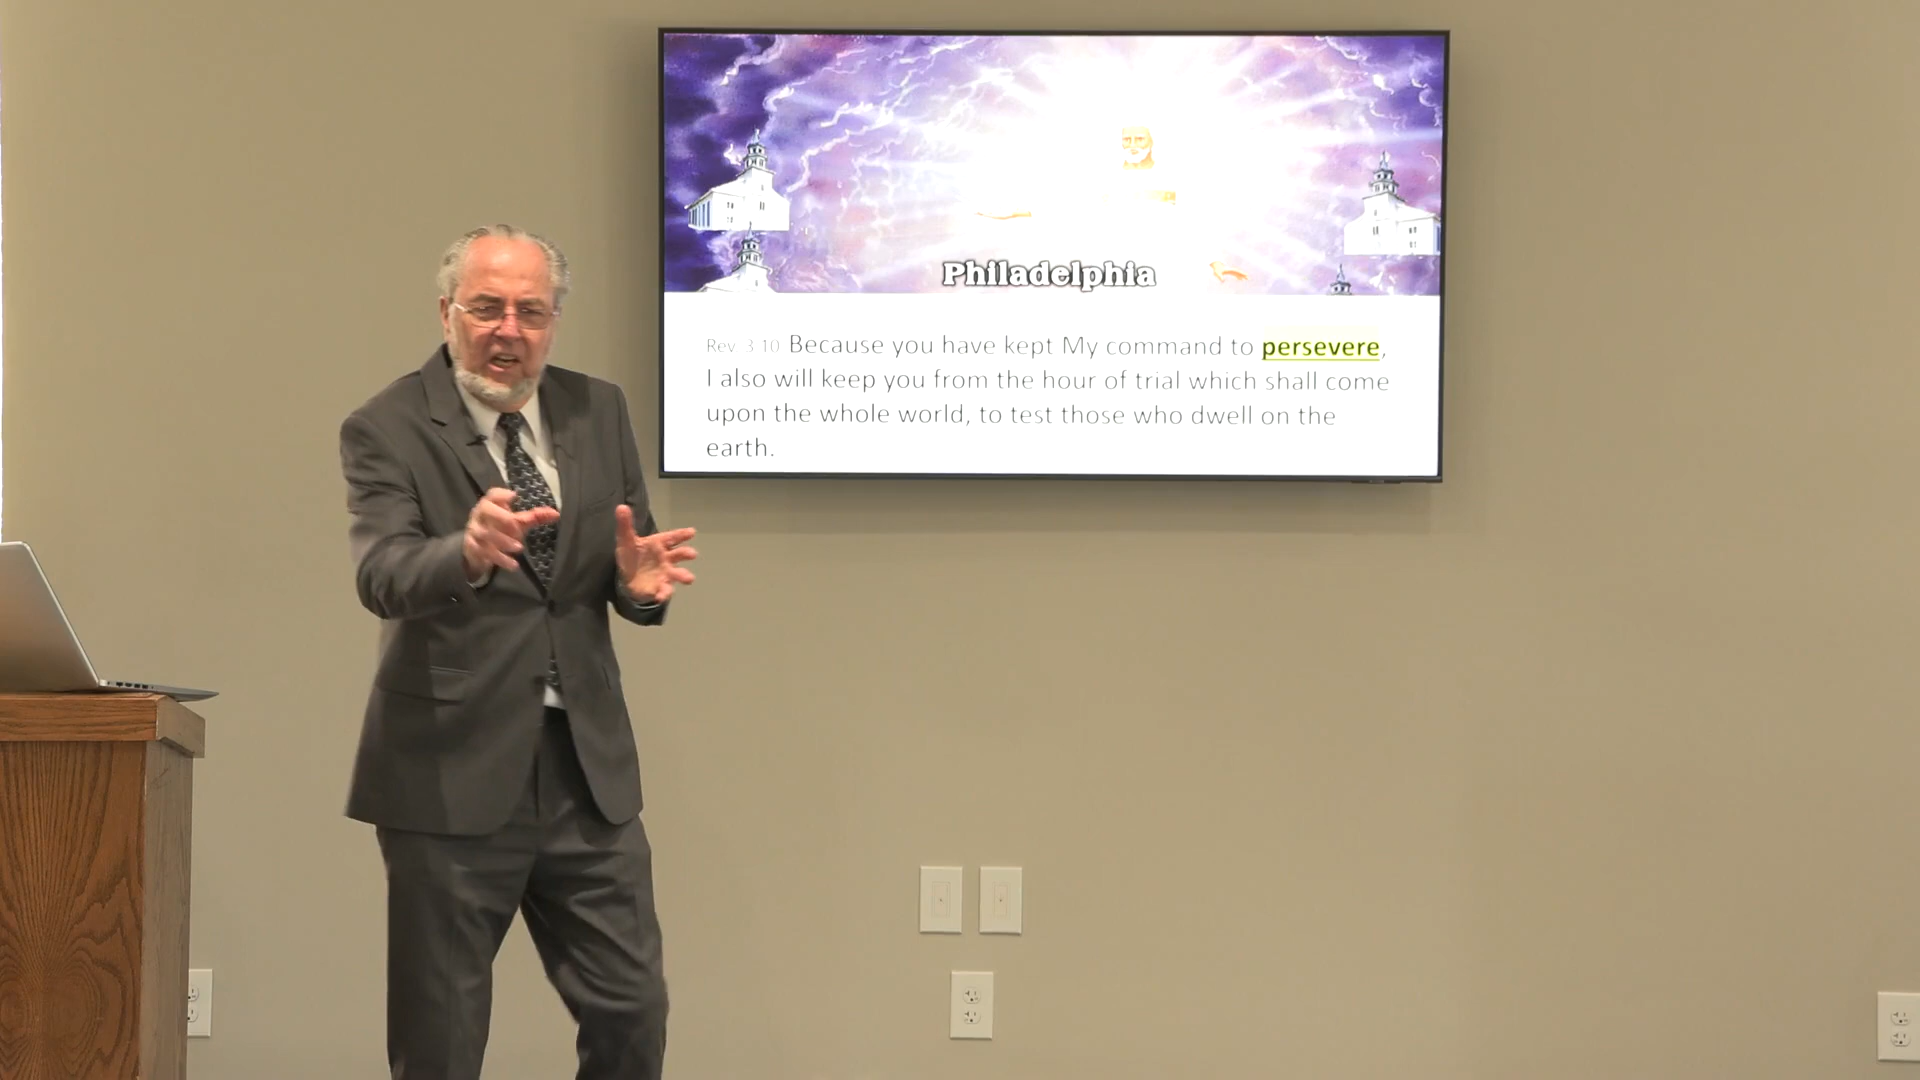 Philadelphia
Rev 3 10 Because you have kept My command to persevere,
I also will keep you from the hour of trial which shall come
upon the whole world, to test those who dwell on the
earth.